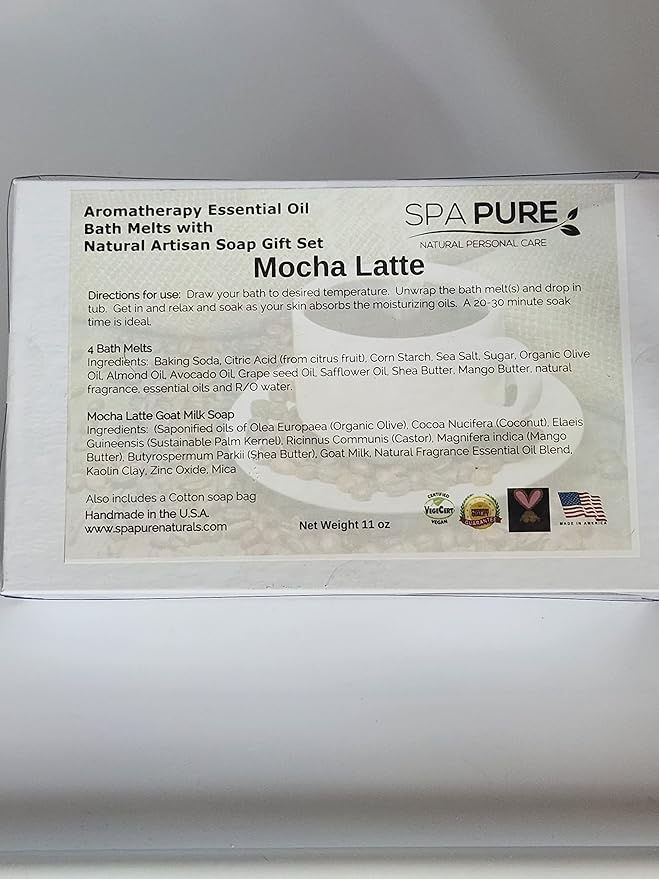 Aromatherapy Essential Oil
Bath Melts with
Natural Artisan Soap Gift Set
SPA PURE
NATURAL PERSONAL CARE
Mocha Latte
Directions for use: Draw your bath to desired temperature. Unwrap the bath melt(s) and drop in
tub. Get in and relax and soak as your skin absorbs the moisturizing oils. A 20-30 minute soak
time is ideal.
4 Bath Melts
Ingredients: Baking Soda, Citric Acid (from citrus fruit), Corn Starch, Sea Salt, Sugar, Organic Olive
Oil, Almond Oil, Avocado Oil, Grape seed Oil, Safflower Oil, Shea Butter, Mango Butter, natural
fragrance, essential oils and R/O water.
Mocha Latte Goat Milk Soap
Ingredients: (Saponified oils of Olea Europaea (Organic Olive), Cocoa Nucifera (Coconut), Elaeis
Guineensis (Sustainable Palm Kernel), Ricinnus Communis (Castor), Magnifera indica (Mango
Butter), Butyrospermum Parkii (Shea Butter), Goat Milk, Natural Fragrance Essential Oil Blend,
Kaolin Clay, Zinc Oxide, Mica
Also includes a Cotton soap bag
Handmade in the U.S.A.
www.spapurenaturals.com
Net Weight 11 oz
CERTIFIED
VEGECERT
VEGAN
GUARANTEE
MADE IN AMERICA